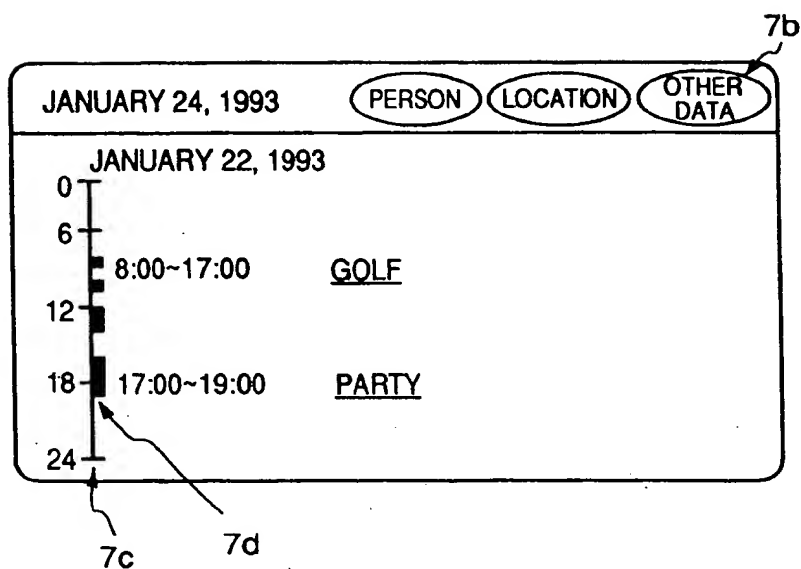 7b
JANUARY 24, 1993 PERSON LOCATION OTHER DATA
JANUARY 22, 1993
0
6
8:00~17:00 GOLF
12
18 17:00~19:00 PARTY
24
7c 7d